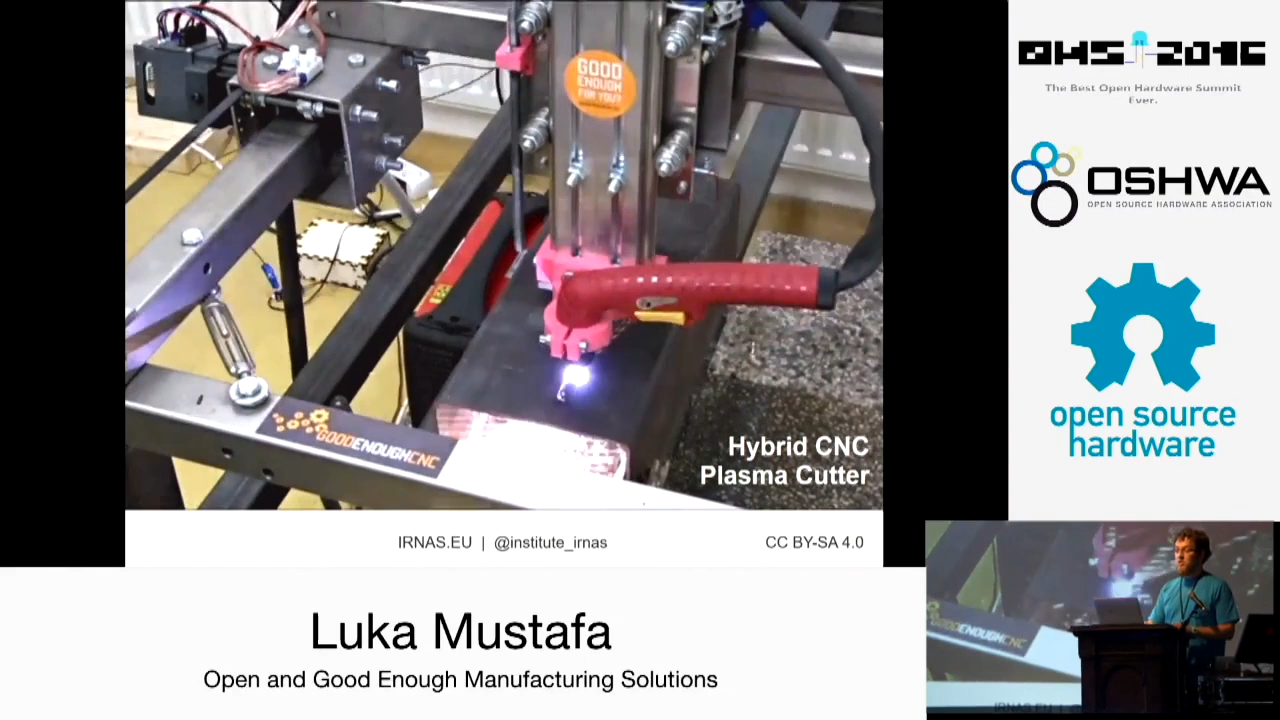 GOOD
ENOUGH
FOR YOU?
GOODENOUGHCNC
Hybrid CNC
Plasma Cutter
IRNAS.EU | @institute_irnas
CC BY-SA 4.0
Luka Mustafa
Open and Good Enough Manufacturing Solutions
OHS 2016
The Best Open Hardware Summit
Ever.
OSHWA
OPEN SOURCE HARDWARE ASSOCIATION
open source
hardware
GOODENOUGHCNC